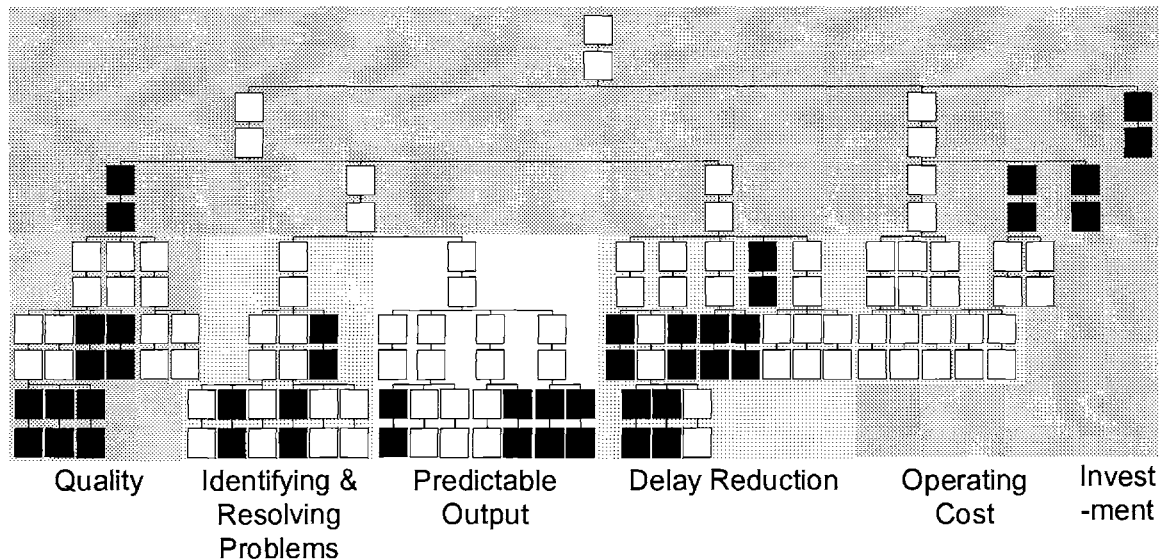 Quality
Identifying &
Resolving
Problems
Predictable
Output
Delay Reduction
Operating
Cost
Invest
-ment